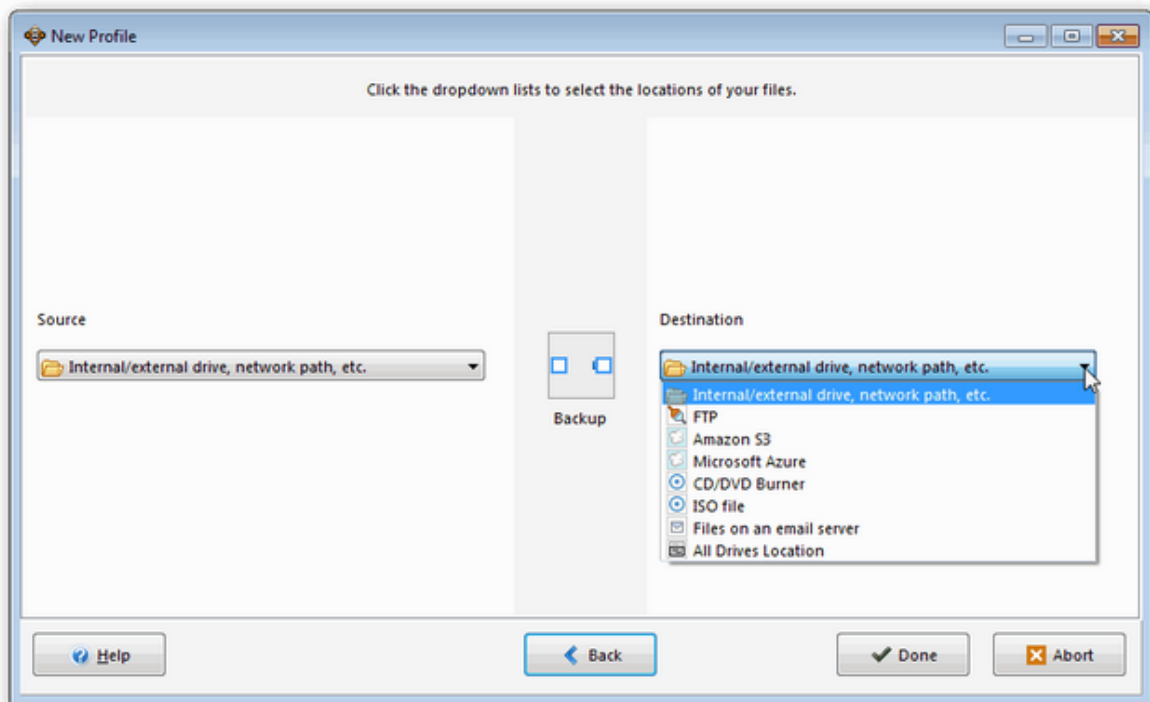 New Profile
Click the dropdown lists to select the locations of your files.
Source
Internal/external drive, network path, etc.
Backup
Destination
Internal/external drive, network path, etc.
Internal/external drive, network path, etc.
FTP
Amazon S3
Microsoft Azure
CD/DVD Burner
ISO file
Files on an email server
All Drives Location
Help
Back
Done
Abort